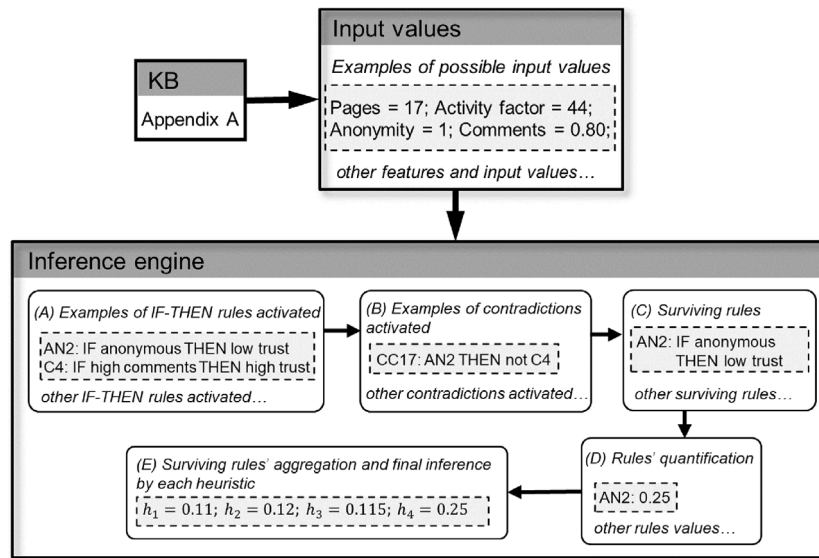 Input values
KB
Appendix A
Examples of possible input values
Pages = 17; Activity factor = 44;
Anonymity = 1; Comments = 0.80;
other features and input values…
Inference engine
(A) Examples of IF-THEN rules activated
AN2: IF anonymous THEN low trust
C4: IF high comments THEN high trust
other IF-THEN rules activated…
(B) Examples of contradictions
activated
CC17: AN2 THEN not C4
other contradictions activated…
(C) Surviving rules
AN2: IF anonymous
THEN low trust
other surviving rules…
(D) Rules' quantification
AN2: 0.25
other rules values…
(E) Surviving rules' aggregation and final inference
by each heuristic
h₁ = 0.11; h₂ = 0.12; h₃ = 0.115; h₄ = 0.25